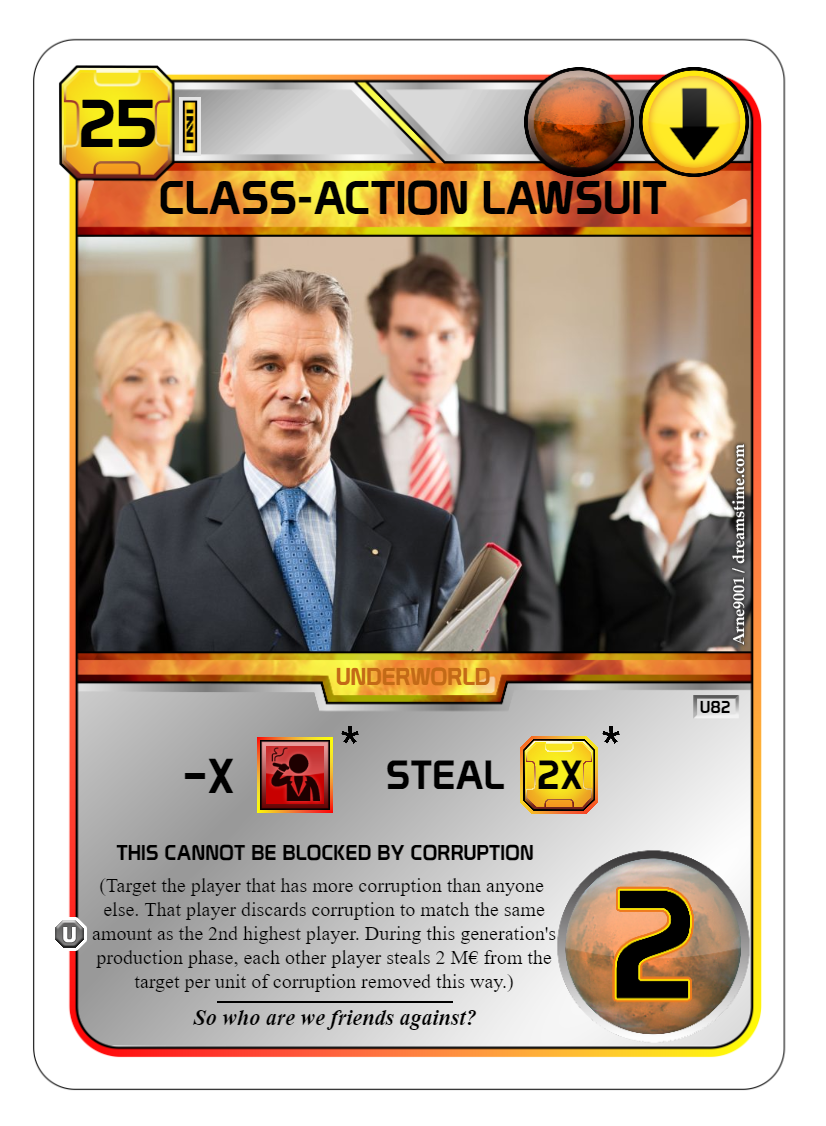 25
CLASS-ACTION LAWSUIT
Arne9001 / dreamstime.com
UNDERWORLD
U82
-X * STEAL 2X *
THIS CANNOT BE BLOCKED BY CORRUPTION
(Target the player that has more corruption than anyone
else. That player discards corruption to match the same
amount as the 2nd highest player. During this generation's
production phase, each other player steals 2 M€ from the
target per unit of corruption removed this way.)
So who are we friends against?
U
2